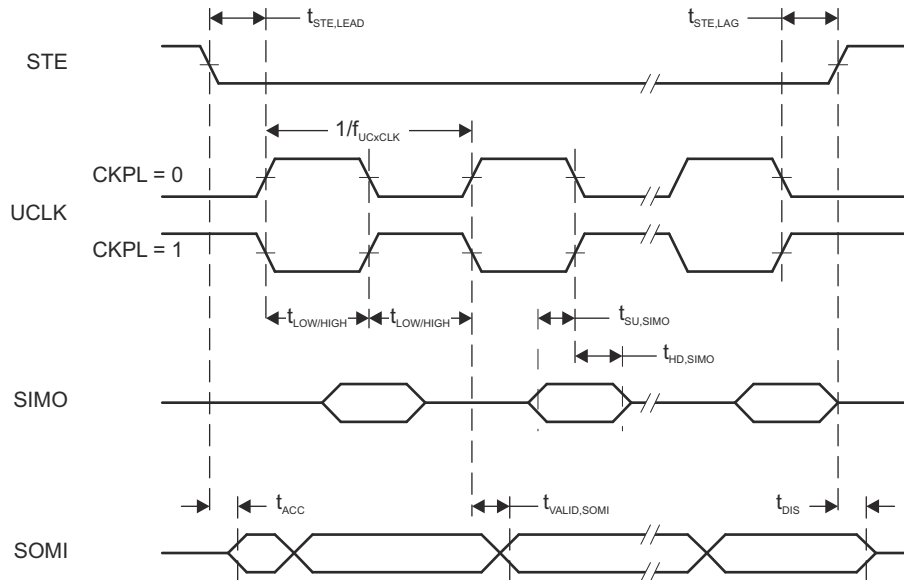 tSTE,LEAD
tSTE,LAG
STE
1/fUCxCLK
CKPL = 0
UCLK
CKPL = 1
tLOW/HIGH
tLOW/HIGH
tSU,SIMO
tHD,SIMO
SIMO
tACC
tVALID,SOMI
tDIS
SOMI